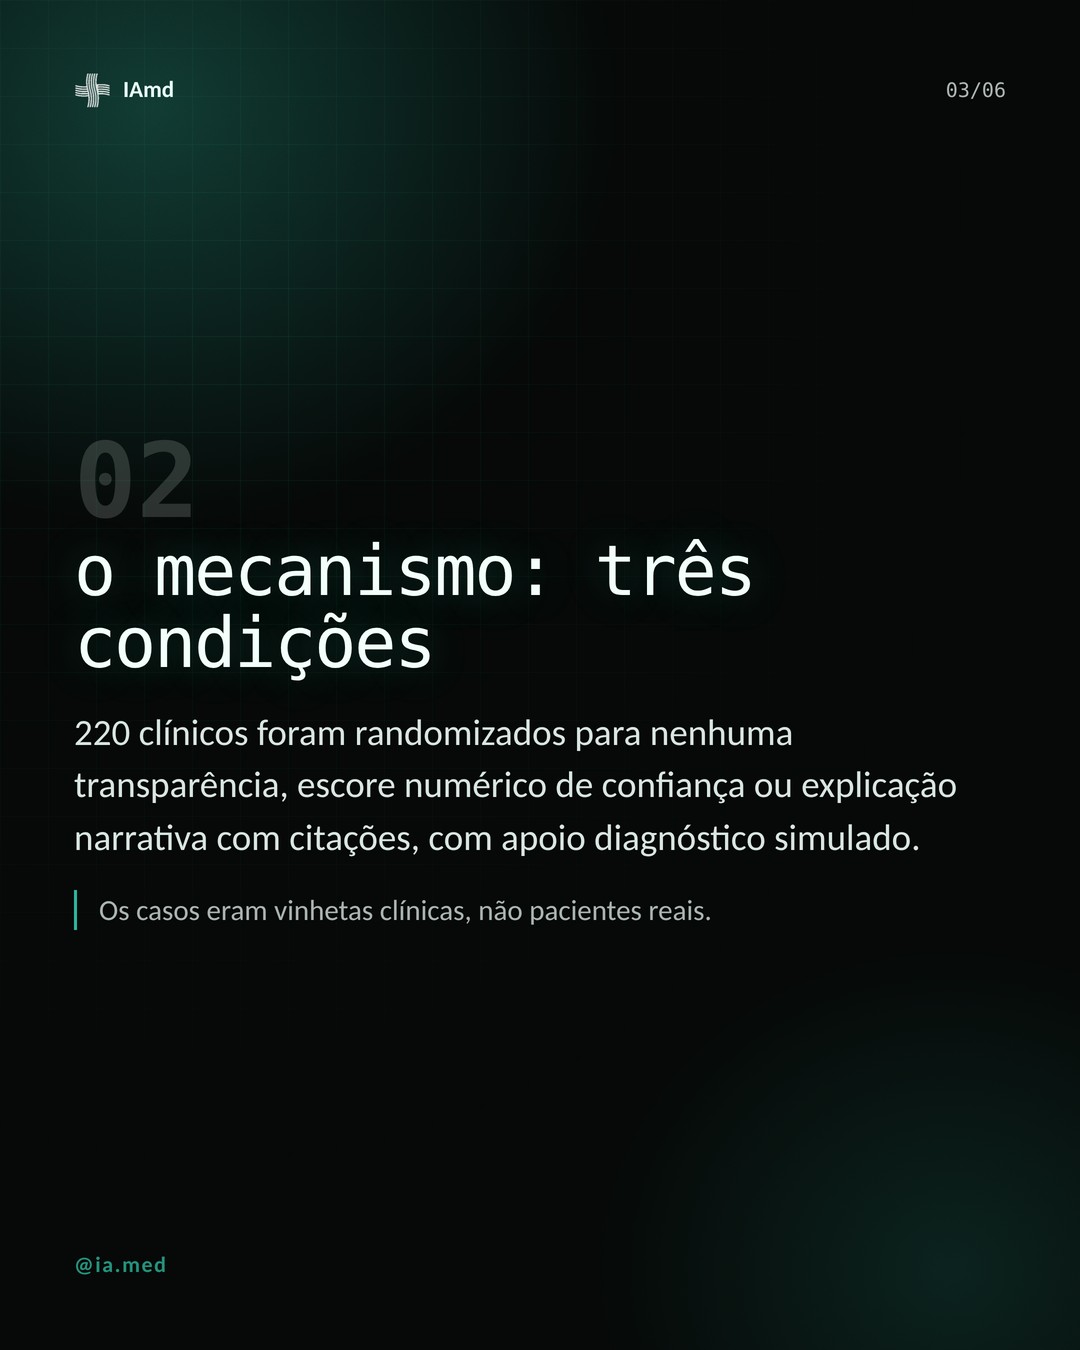 IAmd
03/06
02
o mecanismo: três
condições
220 clínicos foram randomizados para nenhuma
transparência, escore numérico de confiança ou explicação
narrativa com citações, com apoio diagnóstico simulado.
Os casos eram vinhetas clínicas, não pacientes reais.
@ia.med